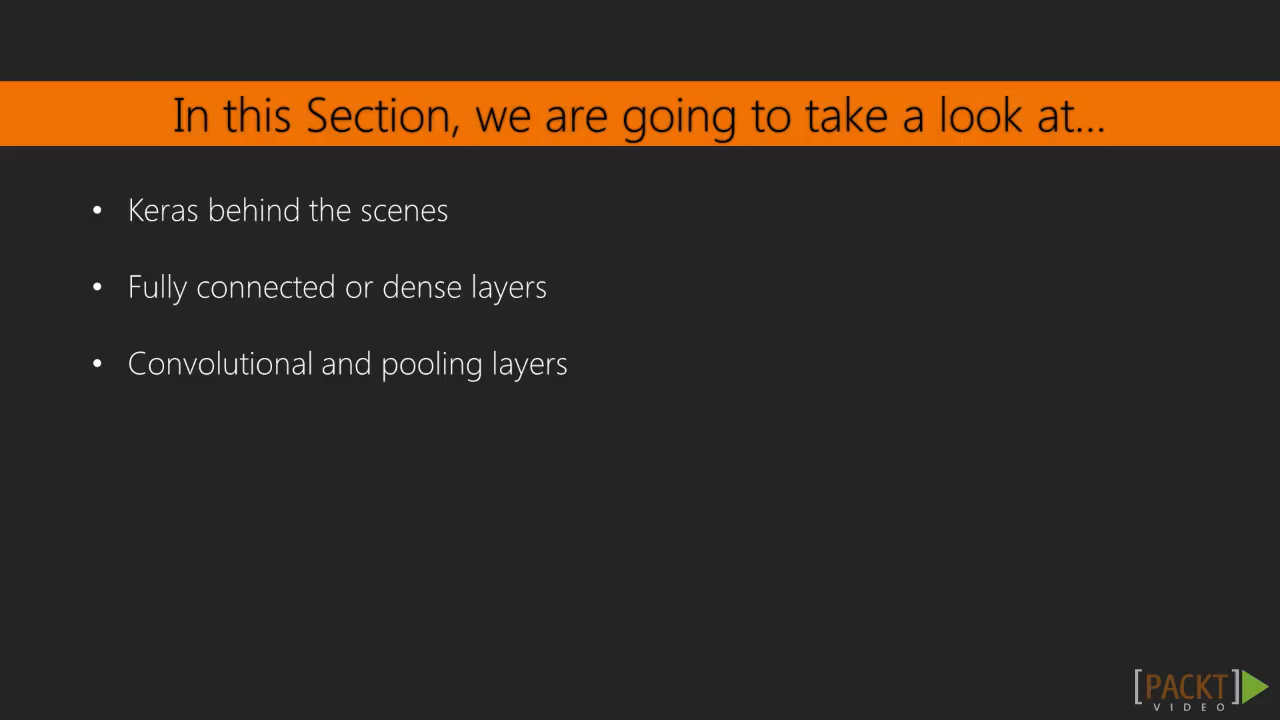 In this Section, we are going to take a look at...
• Keras behind the scenes
• Fully connected or dense layers
• Convolutional and pooling layers
[PACKT]
VIDEO